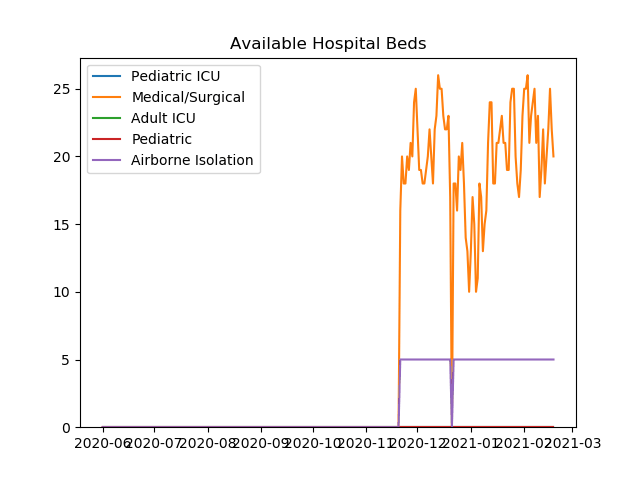 Available Hospital Beds
Pediatric ICU
Medical/Surgical
Adult ICU
Pediatric
Airborne Isolation
25
20
15
10
5
0
2020-06 2020-07 2020-08 2020-09 2020-10 2020-11 2020-12 2021-01 2021-02 2021-03